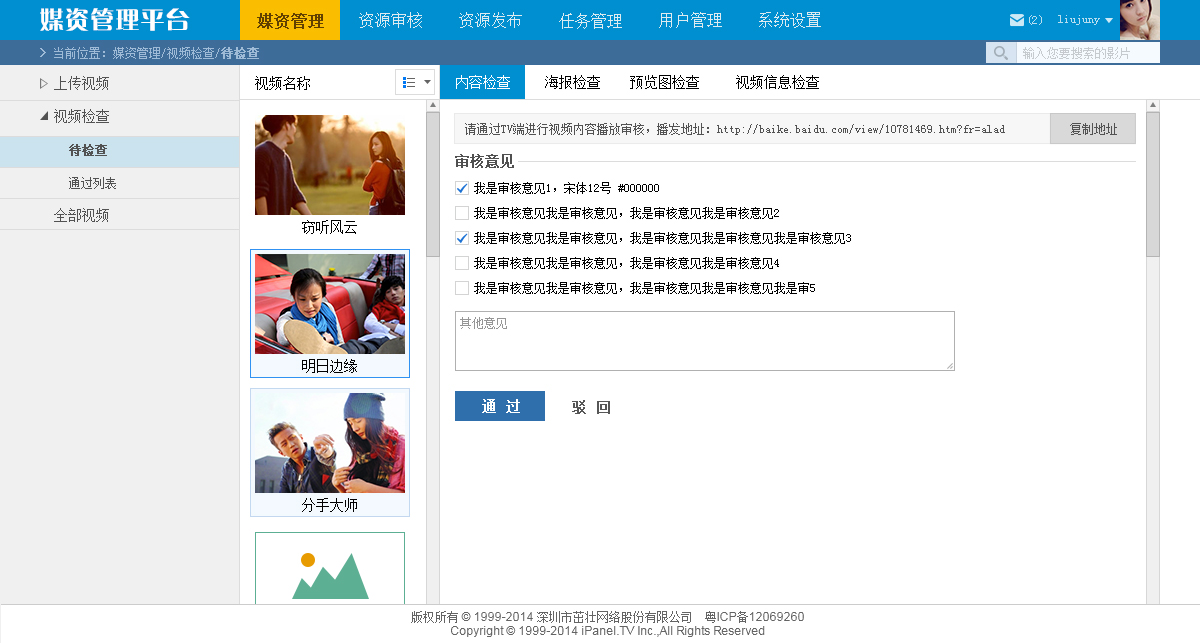 媒资管理平台
媒资管理 资源审核 资源发布 任务管理 用户管理 系统设置
(2) liujuny
当前位置：媒资管理/视频检查/待检查
输入您要搜索的影片
上传视频
视频检查
待检查
通过列表
全部视频
视频名称
窃听风云
明日边缘
分手大师
内容检查 海报检查 预览图检查 视频信息检查
请通过TV端进行视频内容播放审核，播发地址：http://baike.baidu.com/view/10781469.htm?fr=alad
复制地址
审核意见
我是审核意见1，宋体12号 #000000
我是审核意见我是审核意见，我是审核意见我是审核意见2
我是审核意见我是审核意见，我是审核意见我是审核意见我是审核意见3
我是审核意见我是审核意见，我是审核意见我是审核意见4
我是审核意见我是审核意见，我是审核意见我是审核意见我是审5
其他意见
通 过 驳 回
版权所有 © 1999-2014 深圳市茁壮网络股份有限公司 粤ICP备12069260
Copyright © 1999-2014 iPanel.TV Inc.,All Rights Reserved